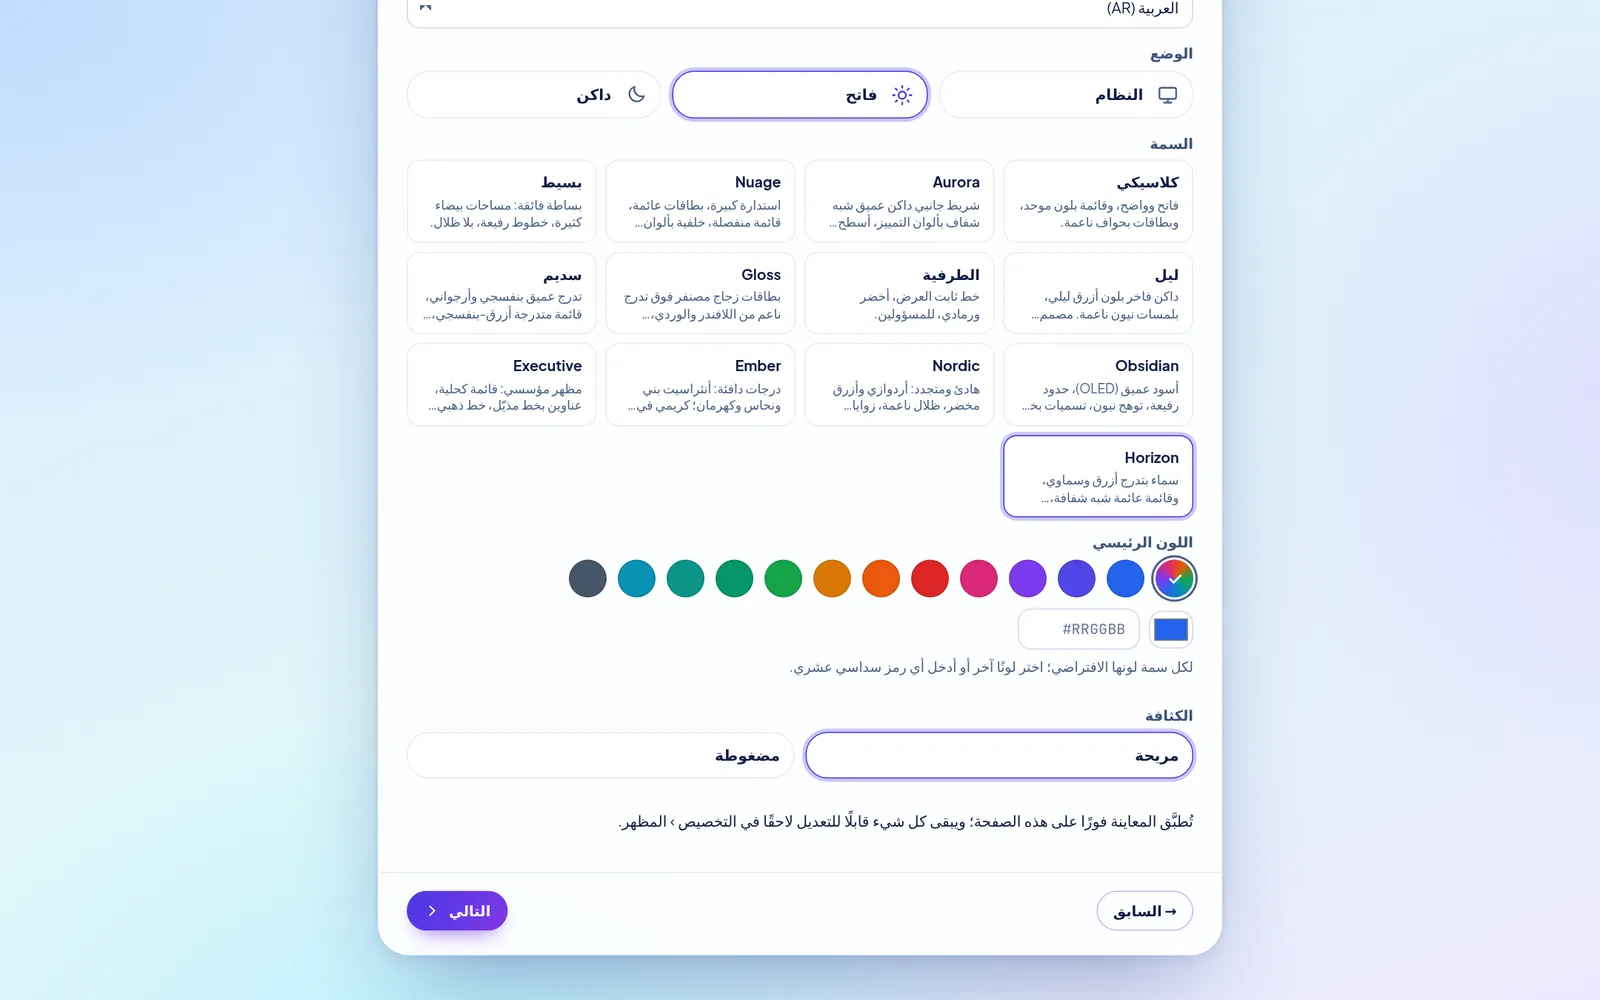 العربية (AR)
الوضع
النظام
فاتح
داكن
السمة
كلاسيكي
فاتح وواضح، وقائمة بلون موحد،
وبطاقات بحواف ناعمة.
Aurora
شريط جانبي داكن عميق شبه
شفاف بألوان التمييز، أسطح...
Nuage
استدارة كبيرة، بطاقات عائمة،
قائمة منفصلة، خلفية بألوان...
بسيط
بساطة فائقة: مساحات بيضاء
كثيرة، خطوط رفيعة، بلا ظلال.
ليل
داكن فاخر بلون أزرق ليلي،
بلمسات نيون ناعمة. مصمم...
الطرفية
خط ثابت العرض، أخضر
ورمادي، للمسؤولين.
Gloss
بطاقات زجاج مصنفر فوق تدرج
ناعم من اللافندر والوردي،...
سديم
تدرج عميق بنفسجي وأرجواني،
قائمة متدرجة أزرق-بنفسجي،...
Obsidian
أسود عميق (OLED)، حدود
رفيعة، توهج نيون، تسميات بخ...
Nordic
هادئ ومتجدد: أردوازي وأزرق
مخضر، ظلال ناعمة، زوايا...
Ember
درجات دافئة: أنثراسيت بني
ونحاس وكهرمان؛ كريمي في...
Executive
مظهر مؤسسي: قائمة كحلية،
عناوين بخط مذيّل، خط ذهبي...
Horizon
سماء بتدرج أزرق وسماوي،
وقائمة عائمة شبه شفافة،...
اللون الرئيسي
#RRGGBB
لكل سمة لونها الافتراضي؛ اختر لونًا آخر أو أدخل أي رمز سداسي عشري.
الكثافة
مريحة
مضغوطة
تُطبَّق المعاينة فورًا على هذه الصفحة؛ ويبقى كل شيء قابلًا للتعديل لاحقًا في التخصيص › المظهر.
→ السابق
التالي